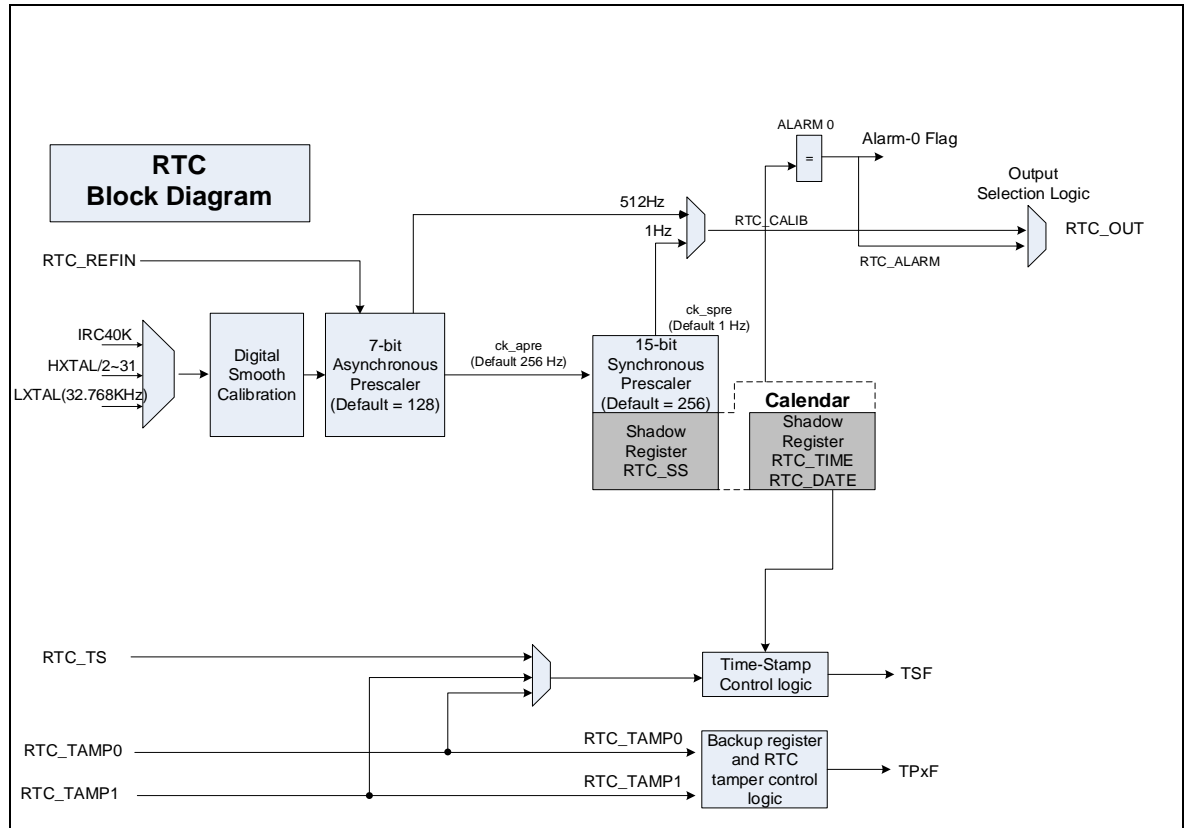 RTC
Block Diagram
ALARM 0
=
Alarm-0 Flag
Output
Selection Logic
512Hz
1Hz
RTC_CALIB
RTC_OUT
RTC_ALARM
RTC_REFIN
IRC40K
HXTAL/2~31
LXTAL(32.768KHz)
Digital
Smooth
Calibration
7-bit
Asynchronous
Prescaler
(Default = 128)
ck_apre
(Default 256 Hz)
ck_spre
(Default 1 Hz)
15-bit
Synchronous
Prescaler
(Default = 256)
Shadow
Register
RTC_SS
Calendar
Shadow
Register
RTC_TIME
RTC_DATE
RTC_TS
Time-Stamp
Control logic
TSF
RTC_TAMP0
RTC_TAMP0
RTC_TAMP1
RTC_TAMP1
Backup register
and RTC
tamper control
logic
TPxF